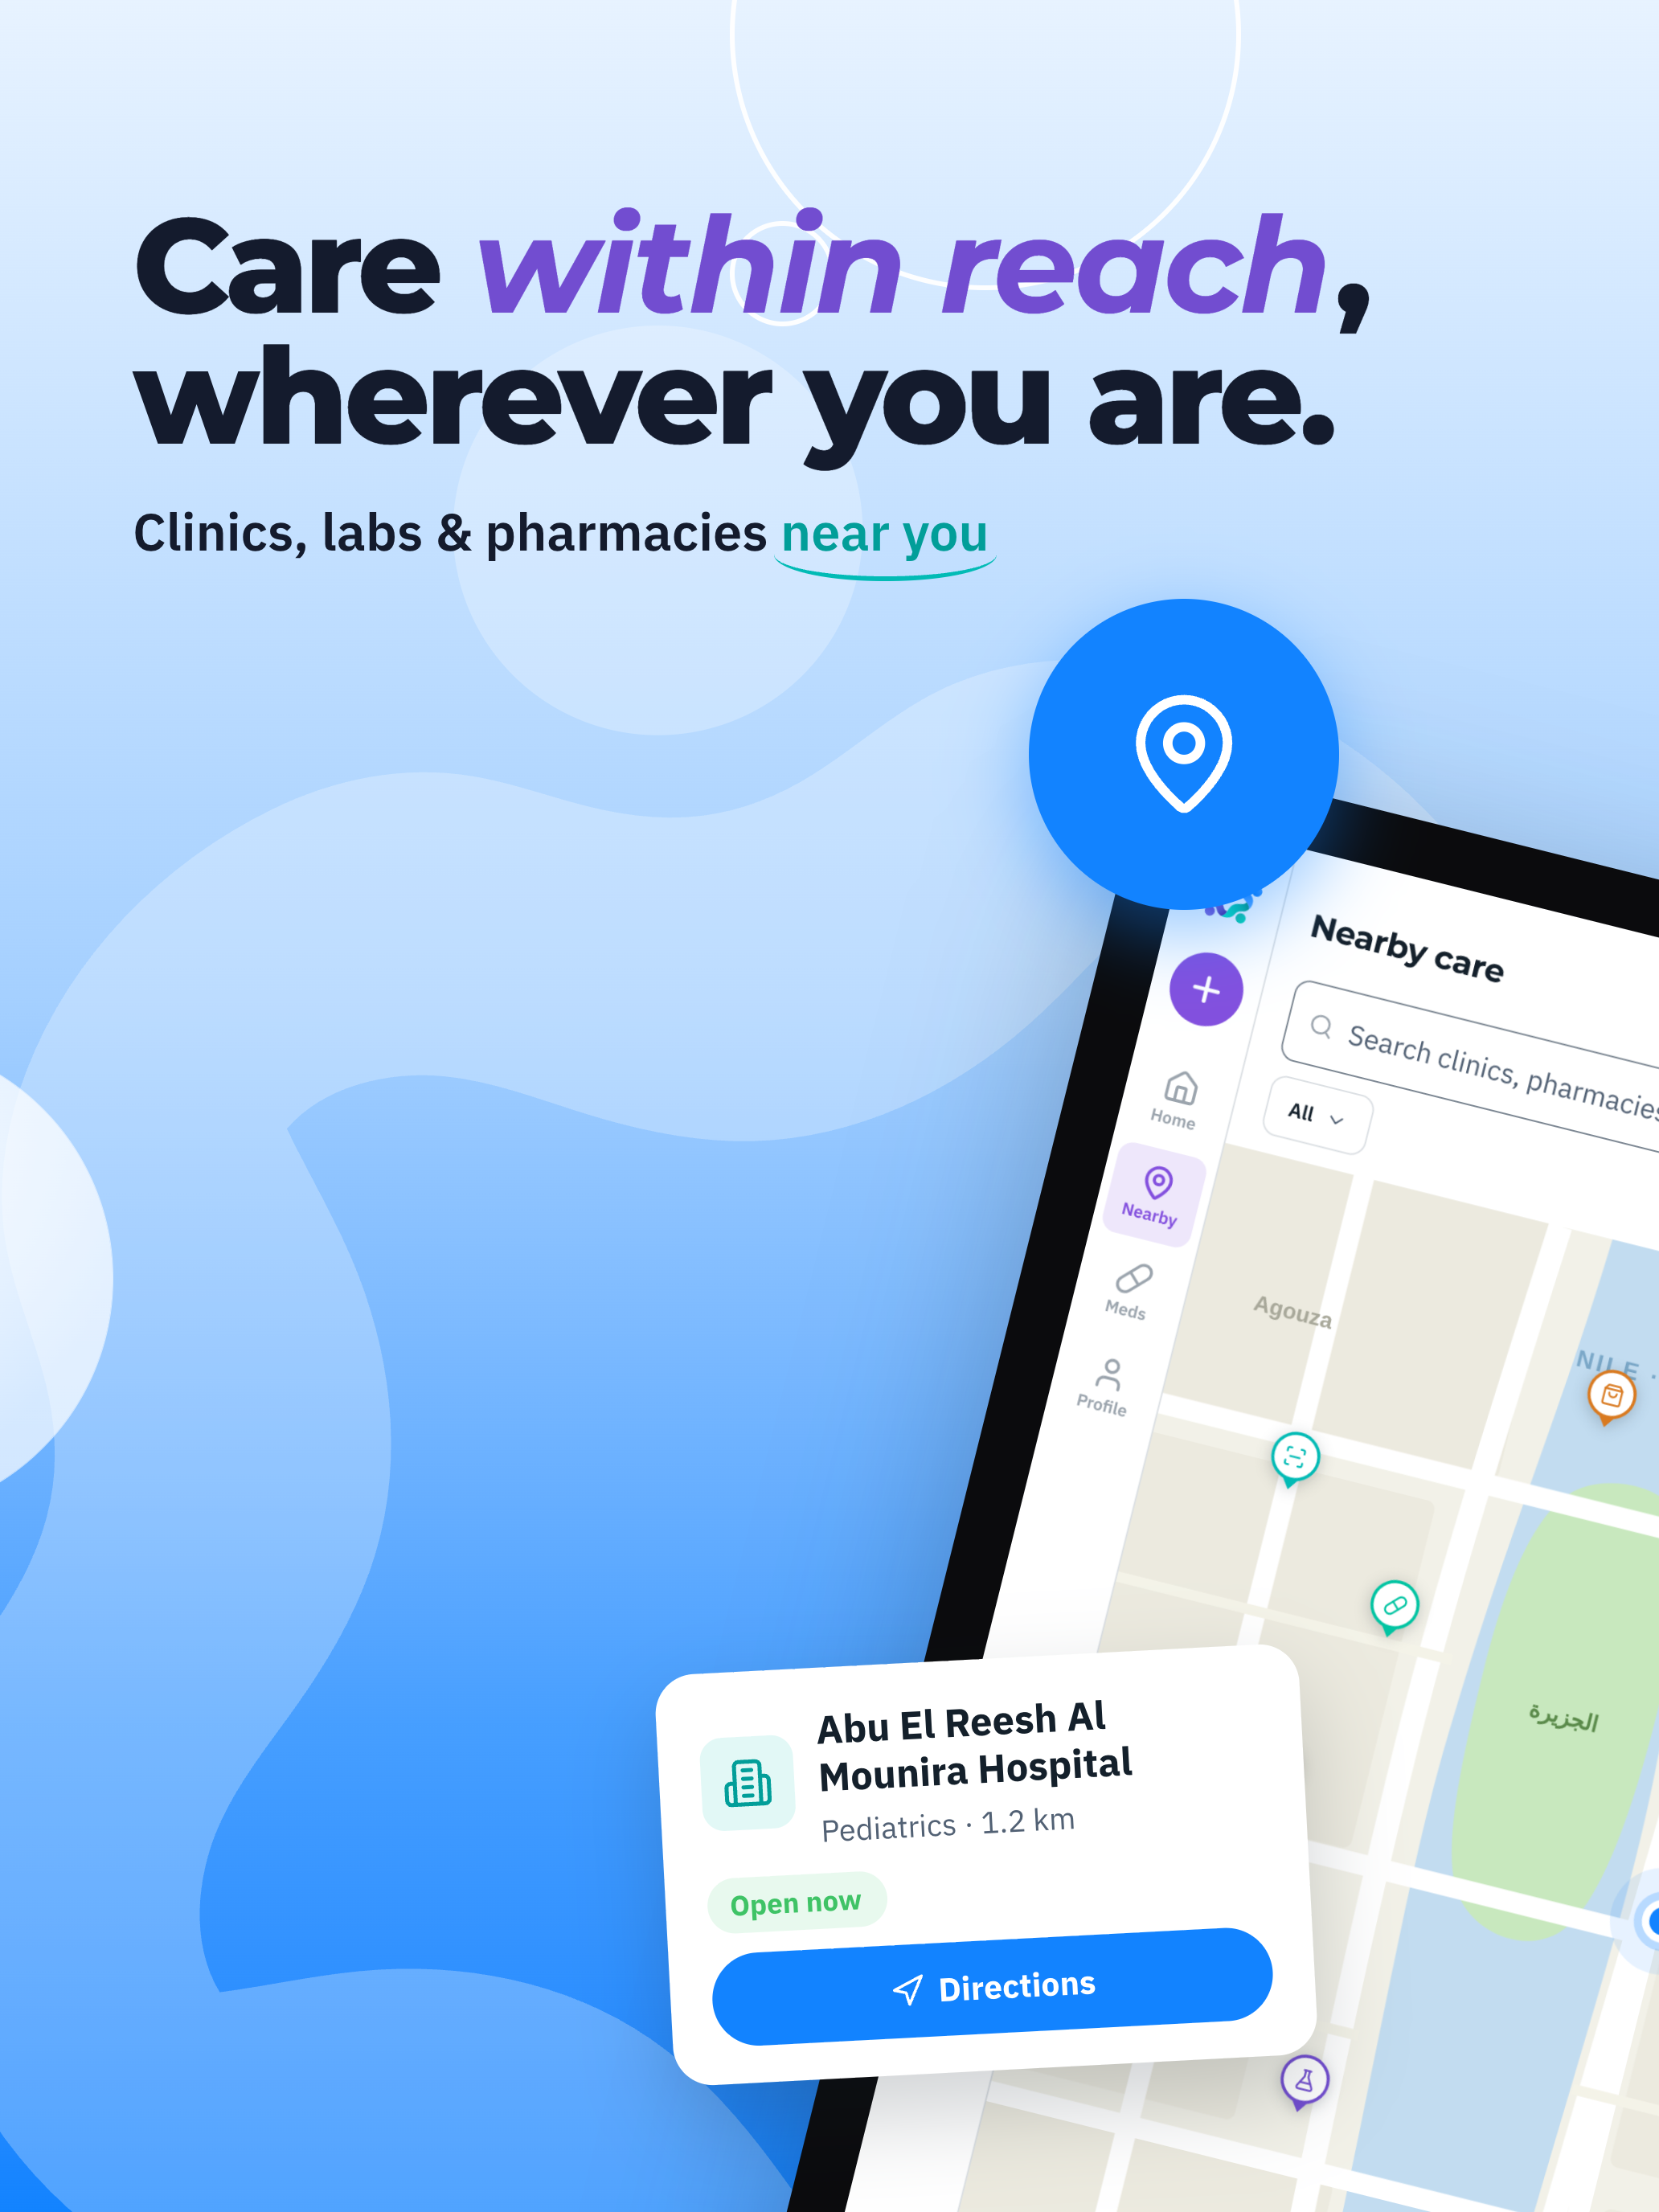 Care within reach,
wherever you are.
Clinics, labs & pharmacies near you
Nearby care
Search clinics, pharmacies
All
Home
Nearby
Meds
Profile
Agouza
NILE ·
الجزيرة
Abu El Reesh Al
Mounira Hospital
Pediatrics · 1.2 km
Open now
Directions